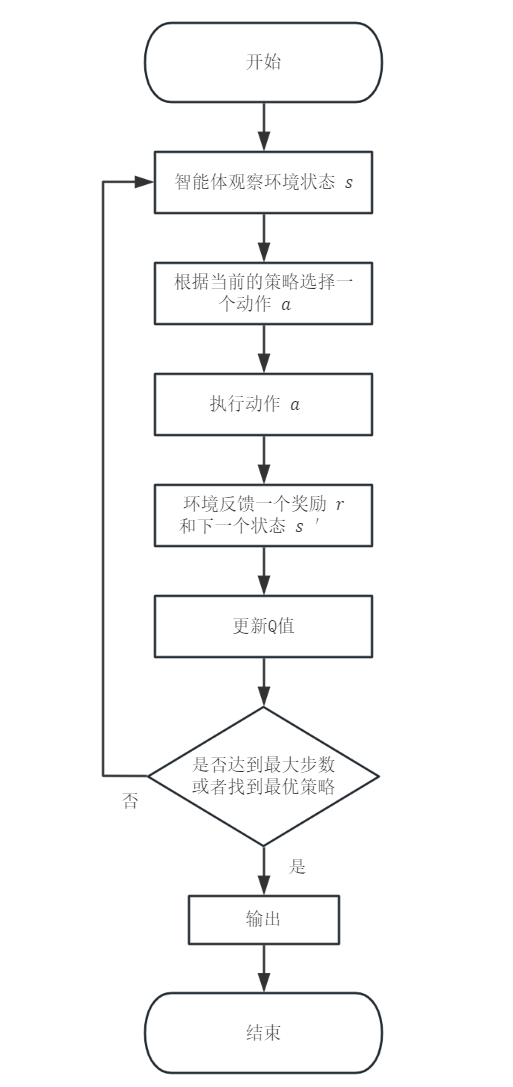 开始
智能体观察环境状态 s
根据当前的策略选择一
个动作 a
执行动作 a
环境反馈一个奖励 r
和下一个状态 s ′
更新Q值
是否达到最大步数
或者找到最优策略
否
是
输出
结束